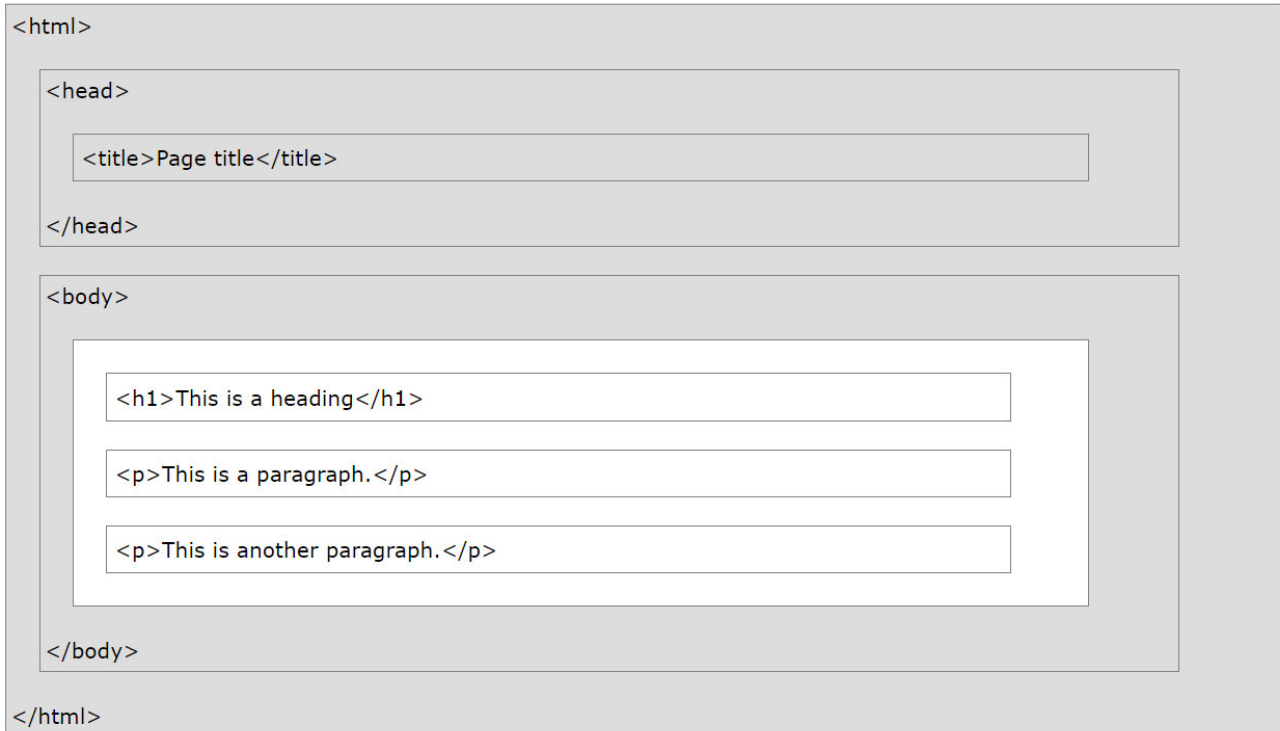 <html>
<head>
<title>Page title</title>
</head>
<body>
<h1>This is a heading</h1>
<p>This is a paragraph.</p>
<p>This is another paragraph.</p>
</body>
</html>